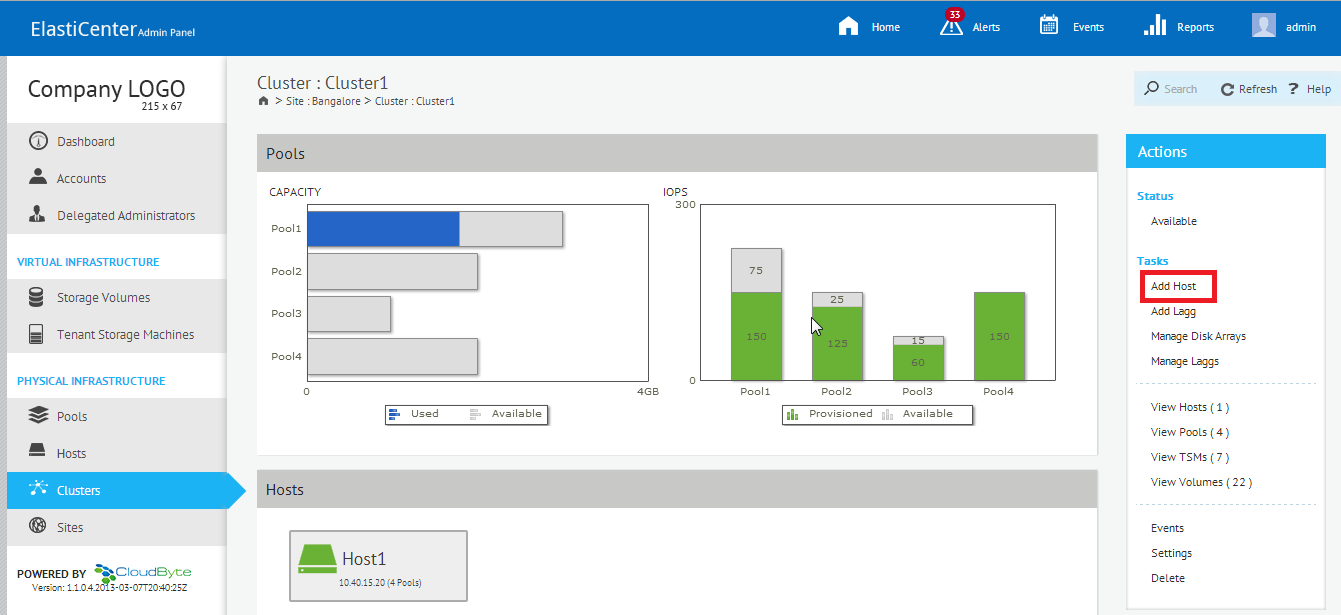 ElastiCenter Admin Panel
Home
33
Alerts
Events
Reports
admin
Company LOGO
215 x 67
Dashboard
Accounts
Delegated Administrators
VIRTUAL INFRASTRUCTURE
Storage Volumes
Tenant Storage Machines
PHYSICAL INFRASTRUCTURE
Pools
Hosts
Clusters
Sites
POWERED BY CloudByte
Version: 1.1.0.4.2013-03-07T20:40:25Z
Cluster : Cluster1
> Site : Bangalore > Cluster : Cluster1
Search
Refresh
? Help
Pools
CAPACITY
Pool1
Pool2
Pool3
Pool4
0
4GB
Used
Available
IOPS
300
0
75
150
25
125
15
60
150
Pool1
Pool2
Pool3
Pool4
Provisioned
Available
Hosts
Host1
10.40.15.20 (4 Pools)
Actions
Status
Available
Tasks
Add Host
Add Lagg
Manage Disk Arrays
Manage Laggs
View Hosts ( 1 )
View Pools ( 4 )
View TSMs ( 7 )
View Volumes ( 22 )
Events
Settings
Delete